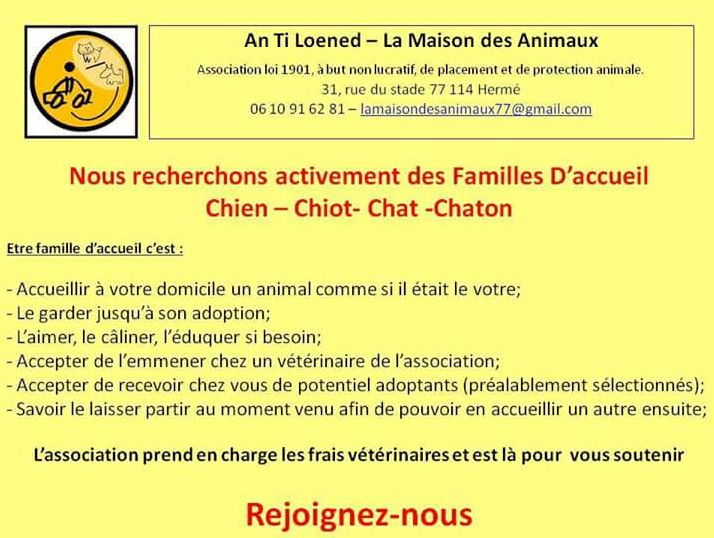 An Ti Loened – La Maison des Animaux
Association loi 1901, à but non lucratif, de placement et de protection animale.
31, rue du stade 77 114 Hermé
06 10 91 62 81 – lamaisondesanimaux77@gmail.com
Nous recherchons activement des Familles D'accueil
Chien – Chiot- Chat -Chaton
Etre famille d'accueil c'est :
- Accueillir à votre domicile un animal comme si il était le votre;
- Le garder jusqu'à son adoption;
- L'aimer, le câliner, l'éduquer si besoin;
- Accepter de l'emmener chez un vétérinaire de l'association;
- Accepter de recevoir chez vous de potentiel adoptants (préalablement sélectionnés);
- Savoir le laisser partir au moment venu afin de pouvoir en accueillir un autre ensuite;
L'association prend en charge les frais vétérinaires et est là pour vous soutenir
Rejoignez-nous